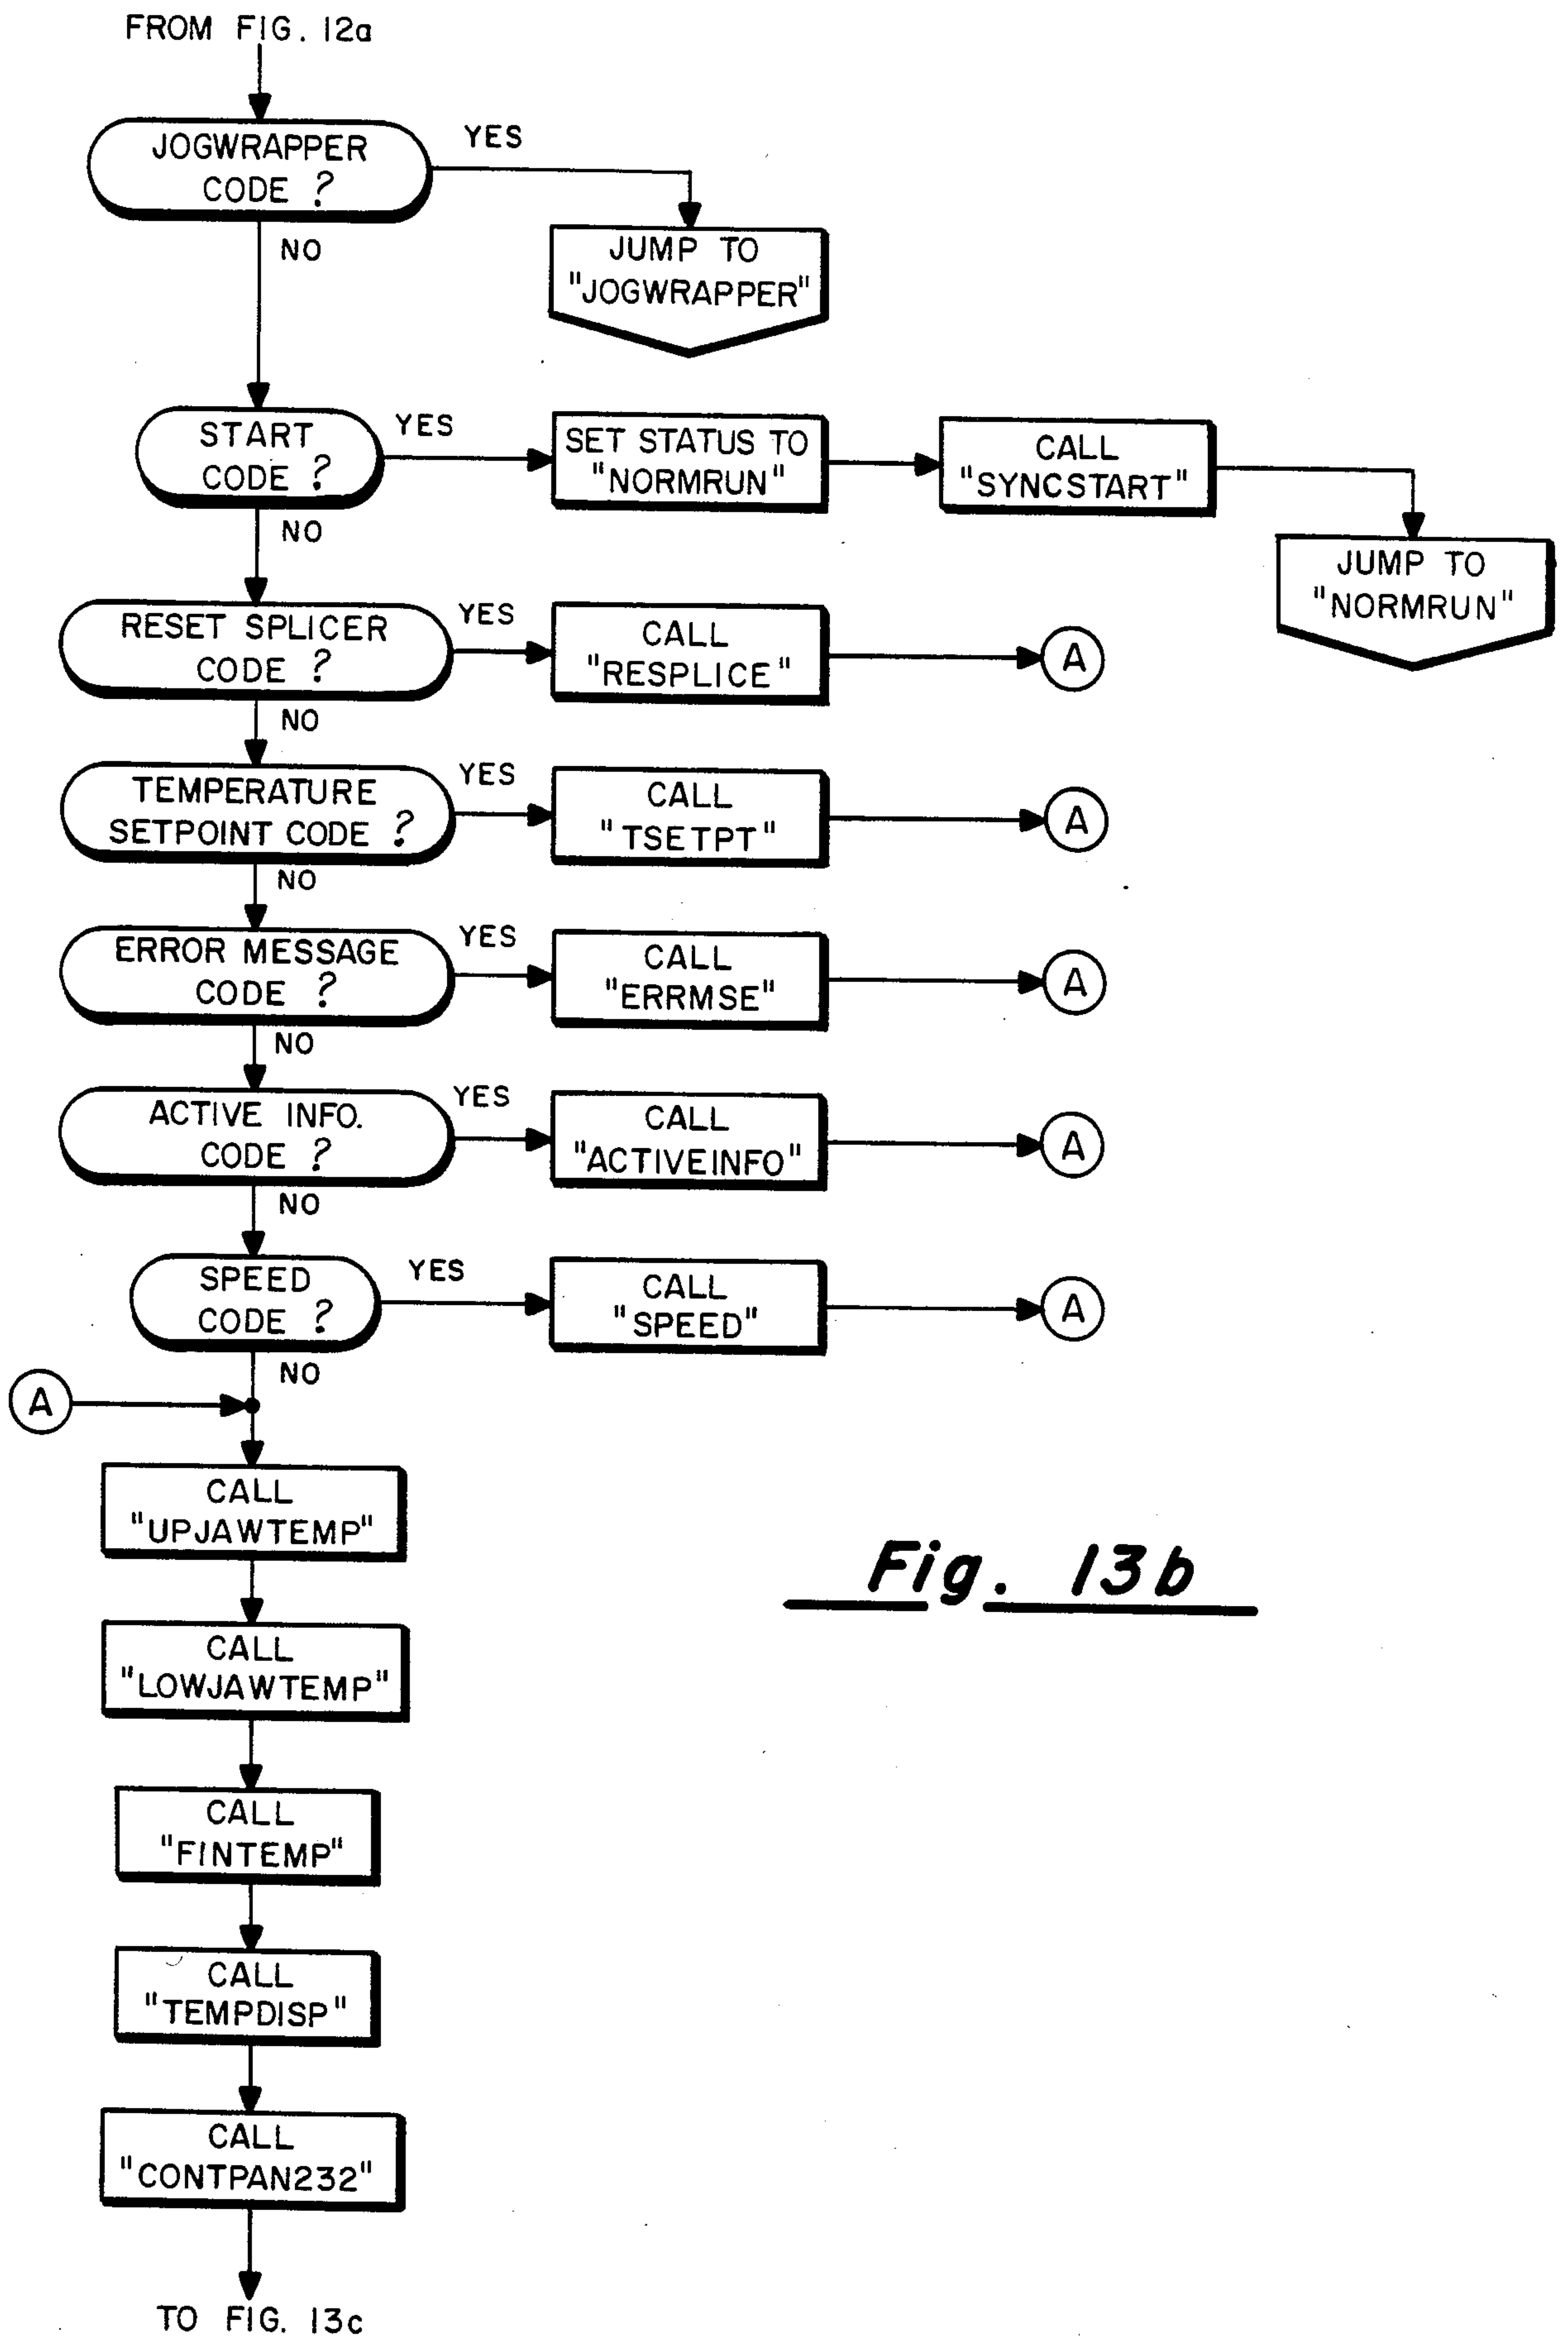 FROM FIG. 12a
JOGWRAPPER
CODE ?
YES
NO
JUMP TO
"JOGWRAPPER"
START
CODE ?
YES
NO
SET STATUS TO
"NORMRUN"
CALL
"SYNCSTART"
JUMP TO
"NORMRUN"
RESET SPLICER
CODE ?
YES
NO
CALL
"RESPLICE"
A
TEMPERATURE
SETPOINT CODE ?
YES
NO
CALL
"TSETPT"
A
ERROR MESSAGE
CODE ?
YES
NO
CALL
"ERRMSE"
A
ACTIVE INFO.
CODE ?
YES
NO
CALL
"ACTIVEINFO"
A
SPEED
CODE ?
YES
NO
CALL
"SPEED"
A
A
CALL
"UPJAWTEMP"
CALL
"LOWJAWTEMP"
CALL
"FINTEMP"
CALL
"TEMPDISP"
CALL
"CONTPAN232"
TO FIG. 13c
Fig. 13b